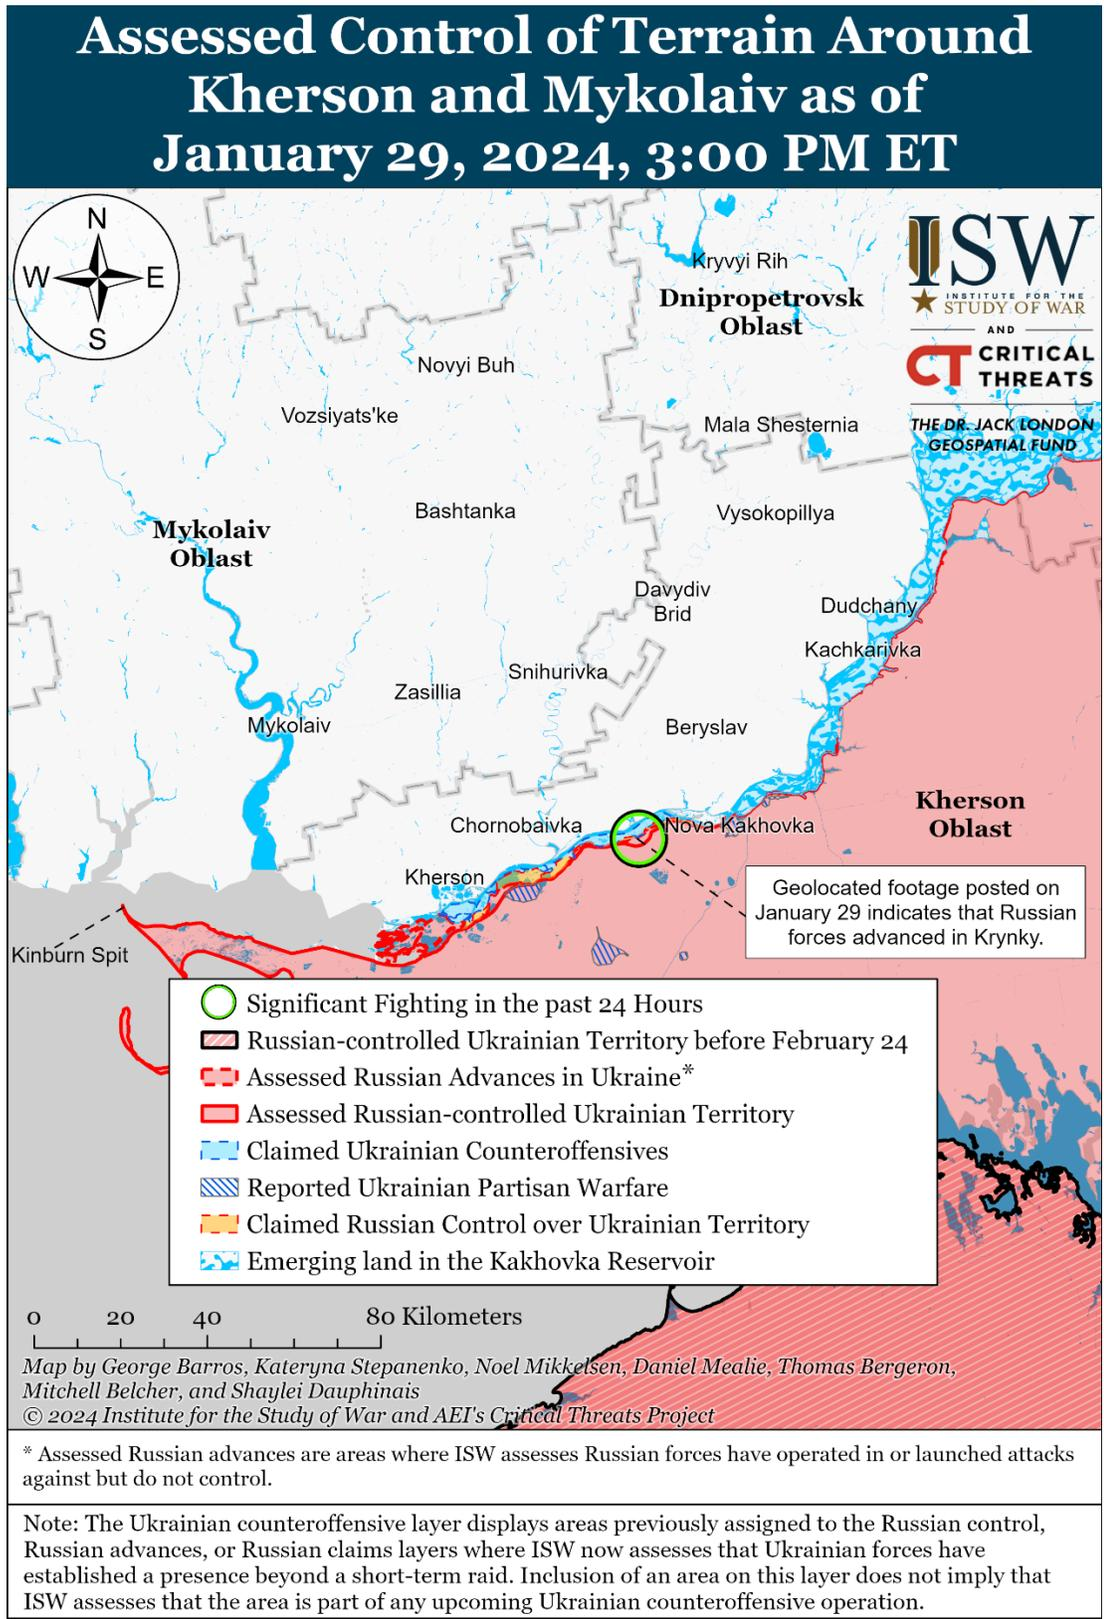 Assessed Control of Terrain Around
Kherson and Mykolaiv as of
January 29, 2024, 3:00 PM ET
N
W
E
S
ISW
INSTITUTE FOR THE
STUDY OF WAR
AND
CT CRITICAL
THREATS
THE DR. JACK LONDON
GEOSPATIAL FUND
Kryvyi Rih
Dnipropetrovsk
Oblast
Novyi Buh
Vozsiyats'ke
Mala Shesternia
Bashtanka
Vysokopillya
Mykolaiv
Oblast
Davydiv
Brid
Dudchany
Kachkarivka
Snihurivka
Zasillia
Mykolaiv
Beryslav
Kherson
Oblast
Chornobaivka
Nova Kakhovka
Kherson
Geolocated footage posted on
January 29 indicates that Russian
forces advanced in Krynky.
Kinburn Spit
Significant Fighting in the past 24 Hours
Russian-controlled Ukrainian Territory before February 24
Assessed Russian Advances in Ukraine*
Assessed Russian-controlled Ukrainian Territory
Claimed Ukrainian Counteroffensives
Reported Ukrainian Partisan Warfare
Claimed Russian Control over Ukrainian Territory
Emerging land in the Kakhovka Reservoir
0 20 40 80 Kilometers
Map by George Barros, Kateryna Stepanenko, Noel Mikkelsen, Daniel Mealie, Thomas Bergeron,
Mitchell Belcher, and Shaylei Dauphinais
© 2024 Institute for the Study of War and AEI's Critical Threats Project
* Assessed Russian advances are areas where ISW assesses Russian forces have operated in or launched attacks
against but do not control.
Note: The Ukrainian counteroffensive layer displays areas previously assigned to the Russian control,
Russian advances, or Russian claims layers where ISW now assesses that Ukrainian forces have
established a presence beyond a short-term raid. Inclusion of an area on this layer does not imply that
ISW assesses that the area is part of any upcoming Ukrainian counteroffensive operation.